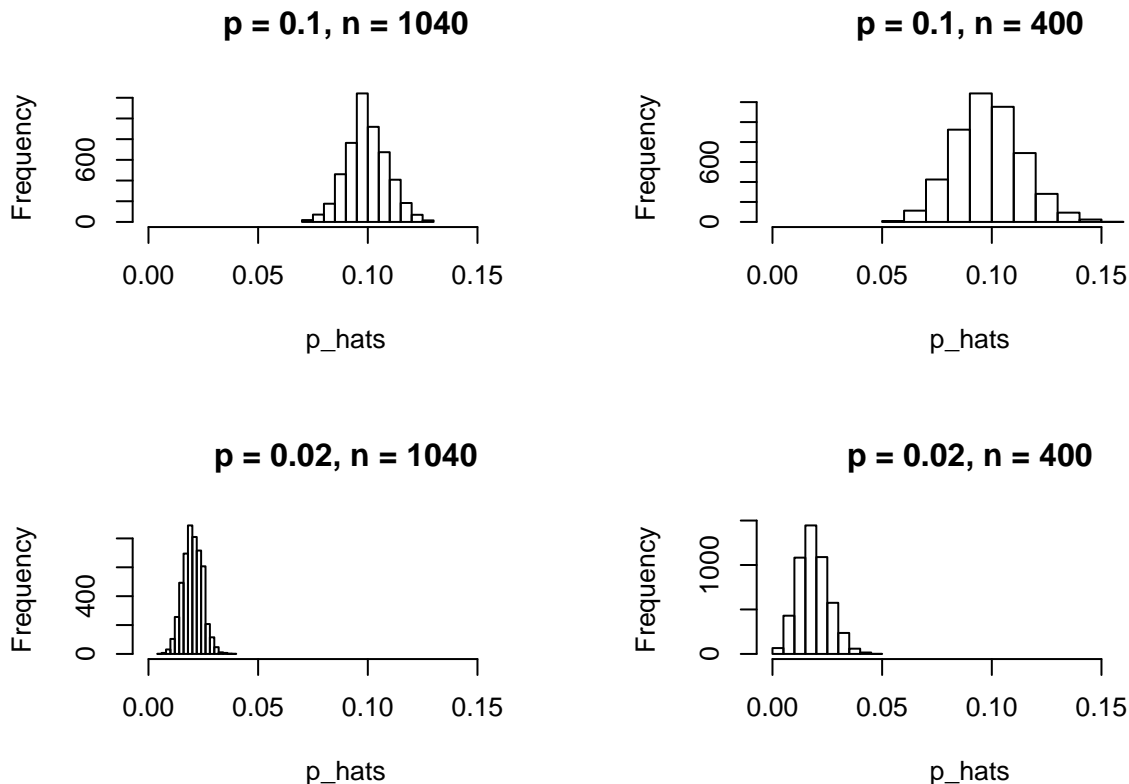 p = 0.1, n = 1040
Frequency
0
600
0.00 0.05 0.10 0.15
p_hats
p = 0.1, n = 400
Frequency
0
600
0.00 0.05 0.10 0.15
p_hats
p = 0.02, n = 1040
Frequency
0
400
0.00 0.05 0.10 0.15
p_hats
p = 0.02, n = 400
Frequency
0
1000
0.00 0.05 0.10 0.15
p_hats